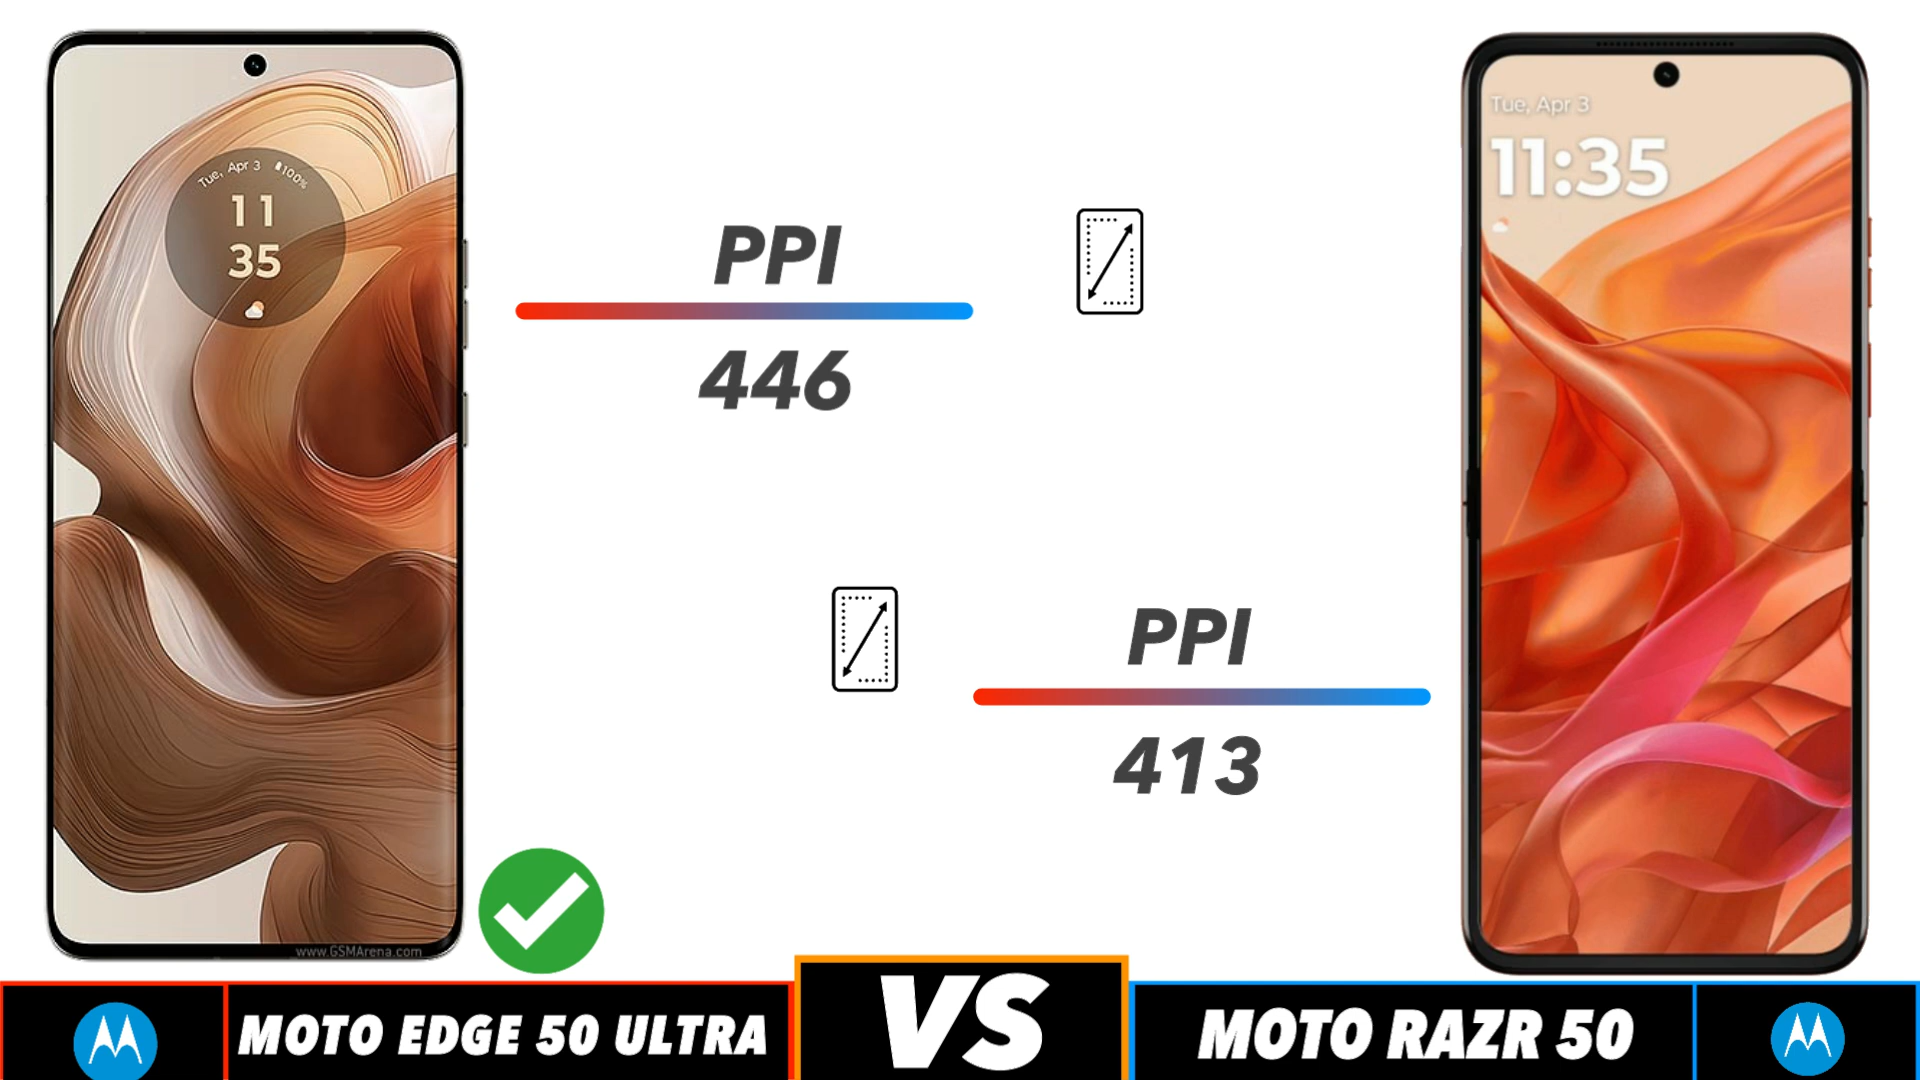 Tue, Apr 3 100%
11
35
www.GSMArena.com
PPI
446
PPI
413
Tue, Apr 3
11:35
MOTO EDGE 50 ULTRA
VS
MOTO RAZR 50